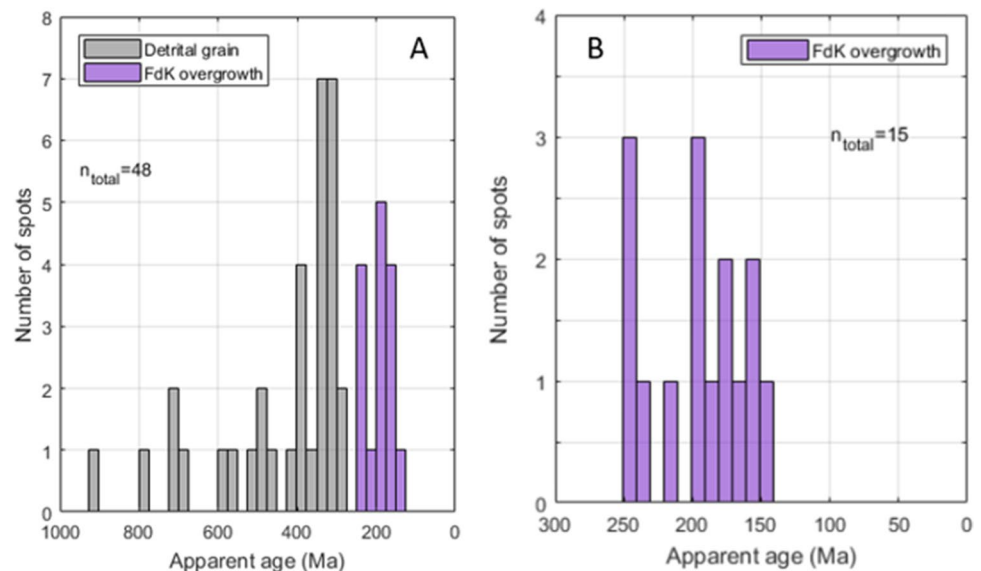 A
Detrital grain
FdK overgrowth
n_total=48
Number of spots
8
7
6
5
4
3
2
1
0
1000 800 600 400 200 0
Apparent age (Ma)
B
FdK overgrowth
n_total=15
Number of spots
4
3
2
1
0
300 250 200 150 100 50 0
Apparent age (Ma)